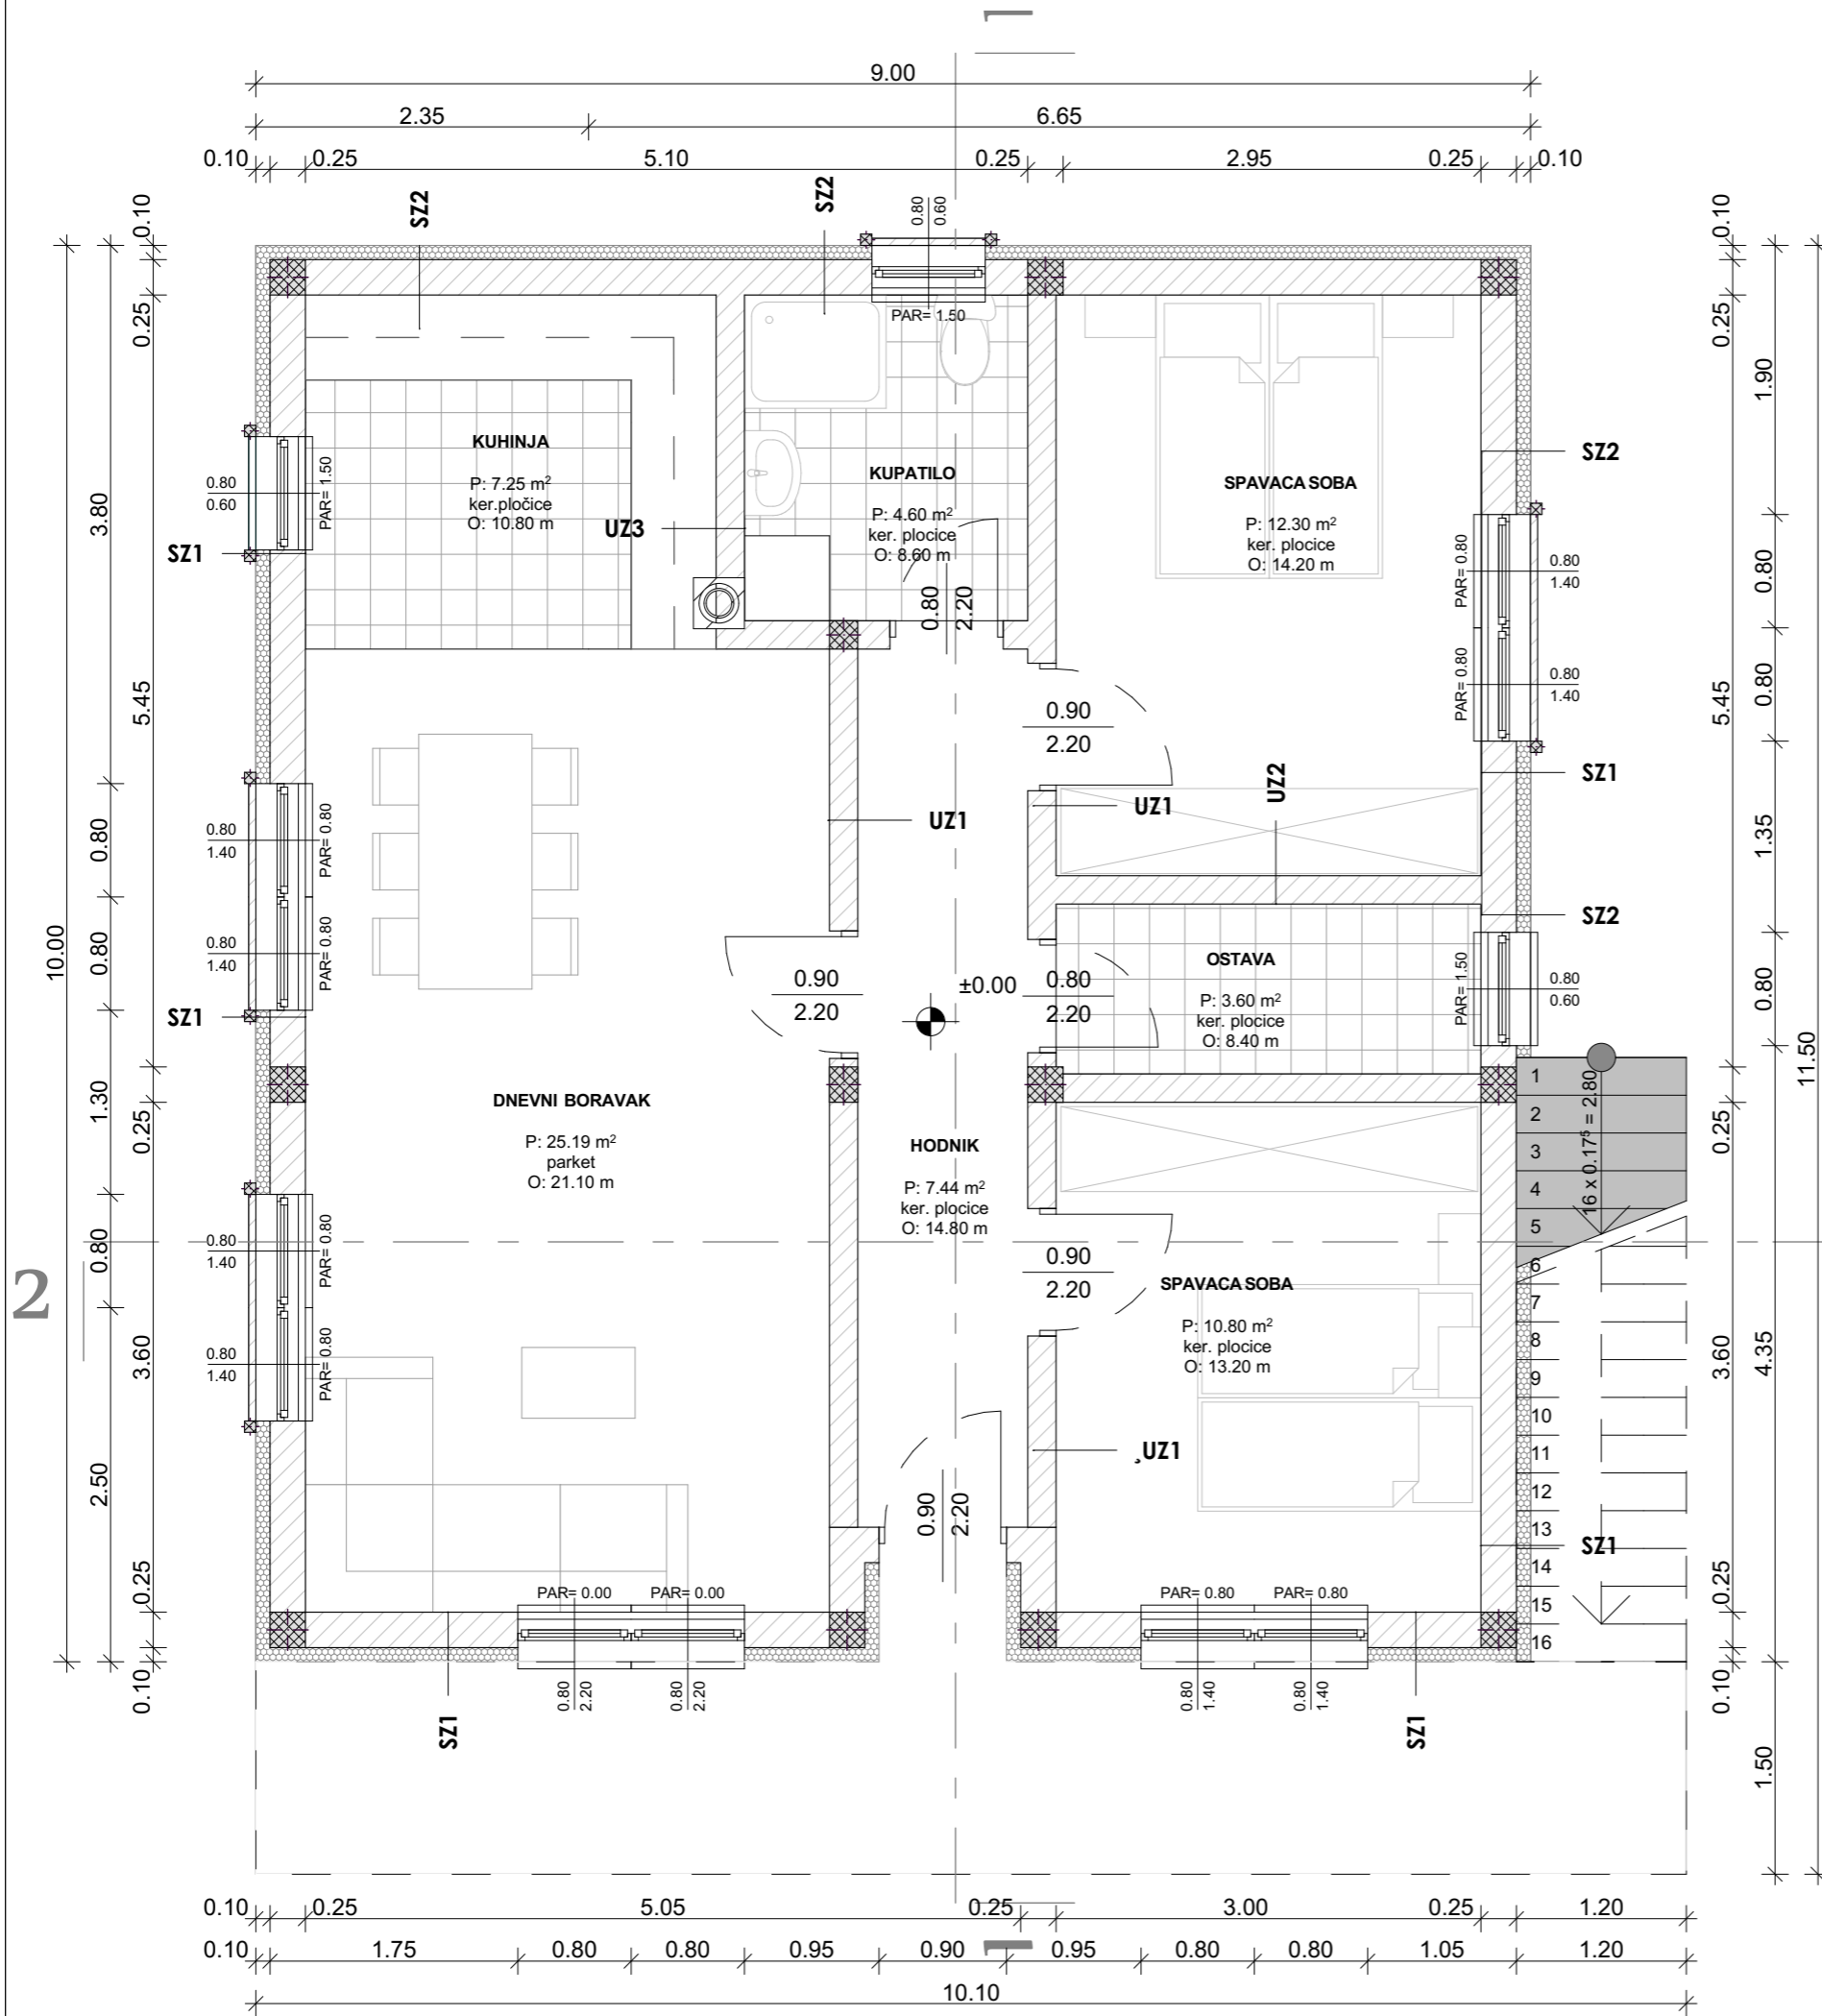 1
9.00
2.35 6.65
0.10 0.25 5.10 0.25 2.95 0.25 0.10
SZ2
SZ2
0.80
0.60
PAR= 1.50
10.00
3.80
0.80
0.80
1.30
0.80
2.50
0.10
0.25
5.45
0.25
3.60
0.25
0.10
0.80
0.60
PAR= 1.50
SZ1
0.80
1.40
PAR= 0.80
0.80
1.40
PAR= 0.80
SZ1
0.80
1.40
PAR= 0.80
0.80
1.40
PAR= 0.80
2
KUHINJA
P: 7.25 m²
ker.pločice
O: 10.80 m
UZ3
KUPATILO
P: 4.60 m²
ker. plocice
O: 8.60 m
0.80
2.20
SPAVACA SOBA
P: 12.30 m²
ker. plocice
O: 14.20 m
0.90
2.20
UZ1
UZ1
UZ2
0.90
2.20
±0.00
0.80
2.20
OSTAVA
P: 3.60 m²
ker. plocice
O: 8.40 m
DNEVNI BORAVAK
P: 25.19 m²
parket
O: 21.10 m
HODNIK
P: 7.44 m²
ker. plocice
O: 14.80 m
0.90
2.20
SPAVACA SOBA
P: 10.80 m²
ker. plocice
O: 13.20 m
¸UZ1
0.90
2.20
SZ2
PAR= 0.80
0.80
1.40
PAR= 0.80
0.80
1.40
SZ1
SZ2
PAR= 1.50
0.80
0.60
1
2
3
4
5
6
7
8
9
10
11
12
13
14
15
16
16 x 0.17⁵ = 2.80
SZ1
0.10
0.25
5.45
0.25
3.60
0.25
0.10
1.90
0.80
0.80
1.35
0.80
4.35
1.50
11.50
PAR= 0.00 PAR= 0.00
PAR= 0.80 PAR= 0.80
0.80
2.20
0.80
2.20
0.80
1.40
0.80
1.40
SZ1
SZ1
0.10 0.25 5.05 0.25 3.00 0.25 1.20
0.10 1.75 0.80 0.80 0.95 0.90 0.95 0.80 0.80 1.05 1.20
1
10.10